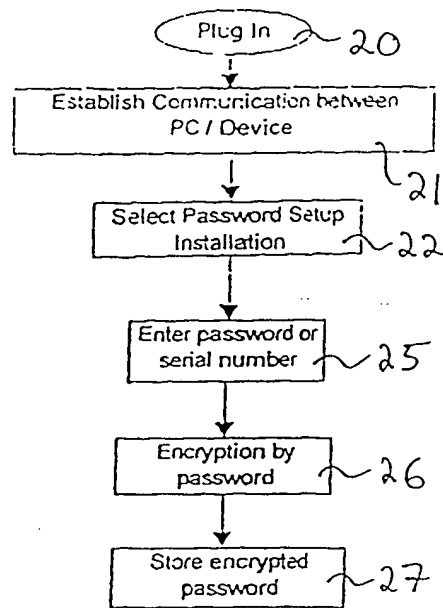 Plug In
20
Establish Communication between
PC / Device
21
Select Password Setup
Installation
22
Enter password or
serial number
25
Encryption by
password
26
Store encrypted
password
27